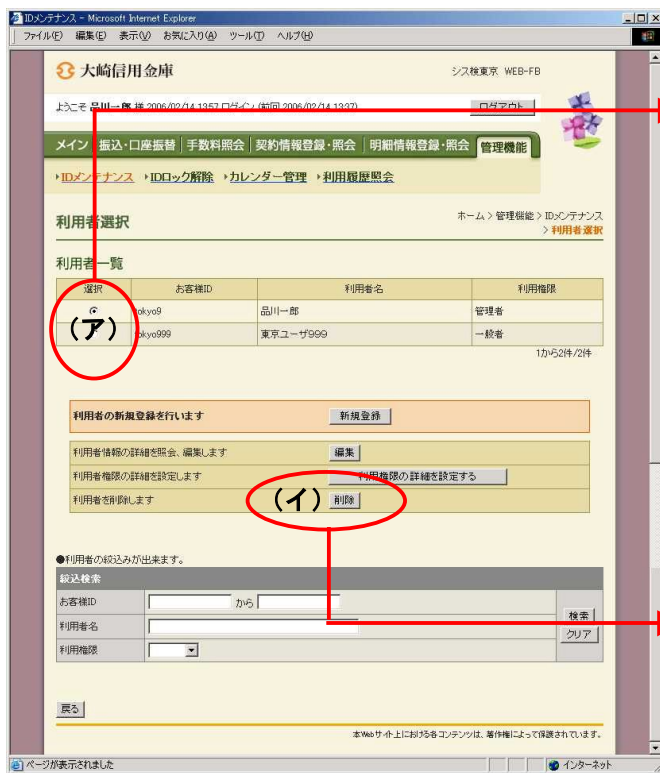 IDメンテナンス - Microsoft Internet Explorer
ファイル(F) 編集(E) 表示(V) お気に入り(A) ツール(T) ヘルプ(H)
大崎信用金庫
シス検東京 WEB-FB
ようこそ 品川一郎 様 2006/02/14 13:57 ログイン (前回 2006/02/14 13:37)
ログアウト
メイン 振込・口座振替 手数料照会 契約情報登録・照会 明細情報登録・照会 管理機能
IDメンテナンス IDロック解除 カレンダー管理 利用履歴照会
利用者選択
ホーム > 管理機能 > IDメンテナンス
> 利用者選択
利用者一覧
選択 お客様ID 利用者名 利用権限
tokyo9 品川一郎 管理者
(ア)
tokyo999 東京ユーザ999 一般者
1から2件/2件
利用者の新規登録を行います 新規登録
利用者情報の詳細を照会、編集します 編集
利用者権限の詳細を設定します 利用権限の詳細を設定する
利用者を削除します (イ) 削除
●利用者の絞込みが出来ます。
絞込検索
お客様ID から
利用者名
検索
クリア
利用権限
戻る
本Webサイト上における各コンテンツは、著作権によって保護されています。
ページが表示されました インターネット